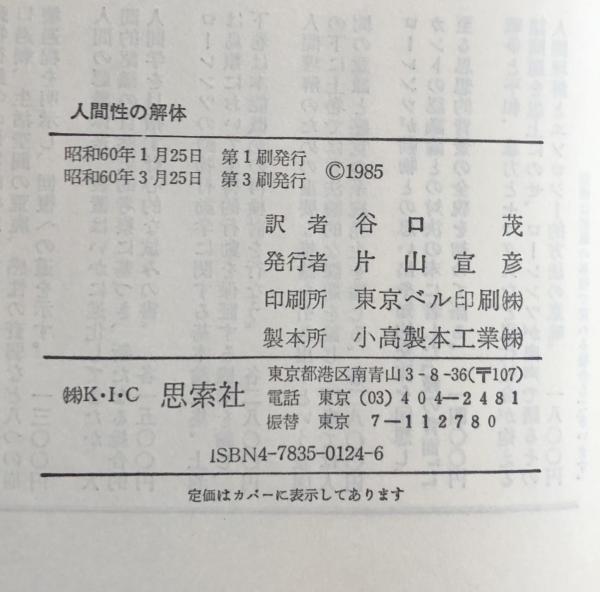 人間性の解体
昭和60年1月25日 第1刷発行
昭和60年3月25日 第3刷発行
©1985
訳者 谷口 茂
発行者 片山宣彦
印刷所 東京ベル印刷㈱
製本所 小高製本工業㈱
㈱K・I・C 思索社
東京都港区南青山3-8-36(〒107)
電話 東京(03)404-2481
振替 東京 7-112780
ISBN4-7835-0124-6
定価はカバーに表示してあります